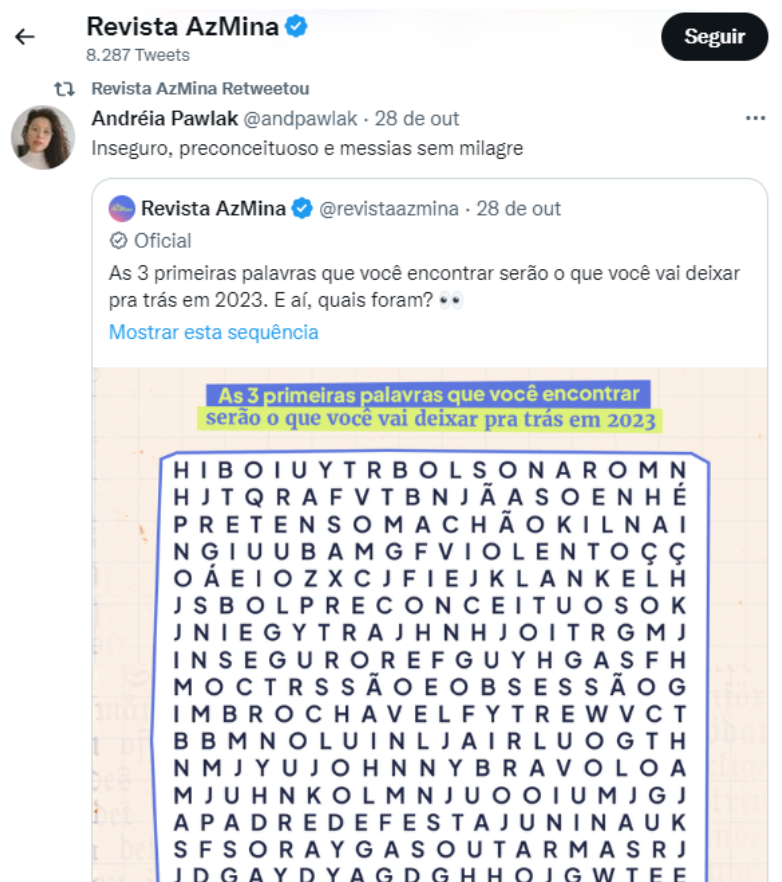 Revista AzMina
8.287 Tweets
Seguir
Revista AzMina Retweetou
Andréia Pawlak @andpawlak · 28 de out
Inseguro, preconceituoso e messias sem milagre
Revista AzMina @revistaazmina · 28 de out
Oficial
As 3 primeiras palavras que você encontrar serão o que você vai deixar
pra trás em 2023. E aí, quais foram? 👀
Mostrar esta sequência
As 3 primeiras palavras que você encontrar
serão o que você vai deixar pra trás em 2023
H I B O I U Y T R B O L S O N A R O M N
H J T Q R A F V T B N J Ã A S O E N H É
P R E T E N S O M A C H Ã O K I L N A I
N G I U U B A M G F V I O L E N T O Ç Ç
O Á E I O Z X C J F I E J K L A N K E L H
J S B O L P R E C O N C E I T U O S O K
J N I E G Y T R A J H N H J O I T R G M J
I N S E G U R O R E F G U Y H G A S F H
M O C T R S S Ã O E O B S E S S Ã O G
I M B R O C H A V E L F Y T R E W V C T
B B M N O L U I N L J A I R L U O G T H
N M J Y U J O H N N Y B R A V O L O A
M J U H N K O L M N J U O O I U M J G J
A P A D R E D E F E S T A J U N I N A U K
S F S O R A Y G A S O U T A R M A S R J
J D G A Y D Y A G D G H H O J G W T E E